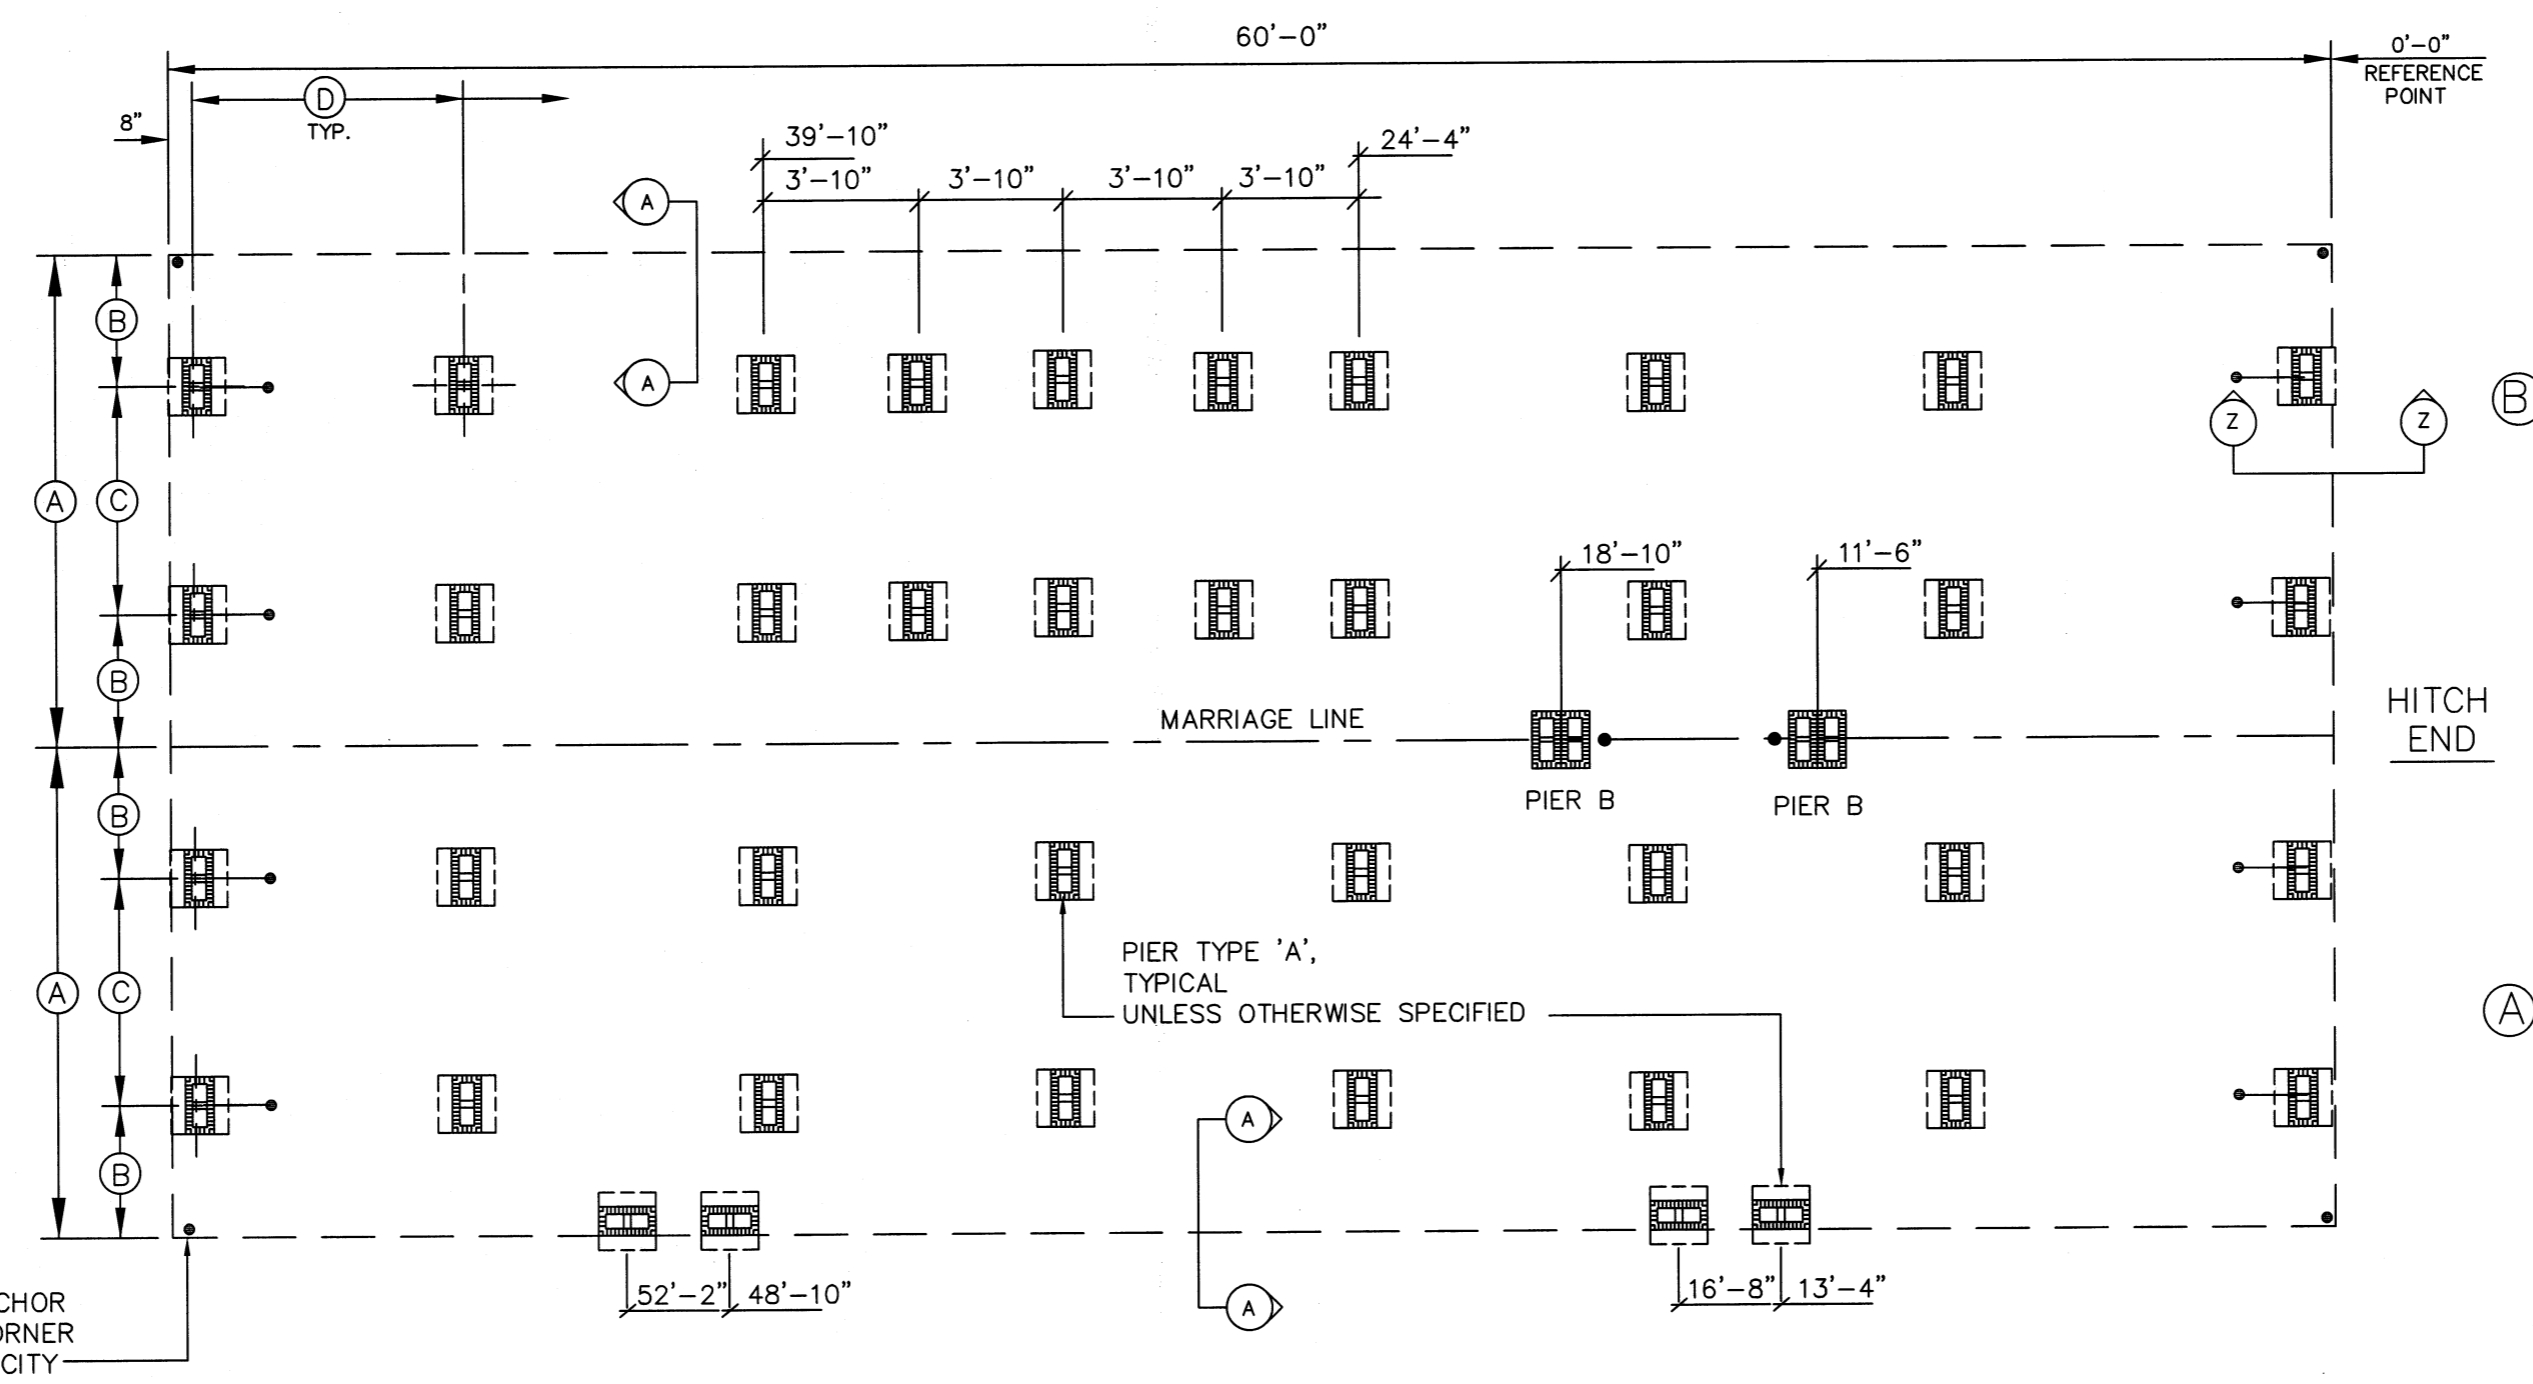 60'-0"
0'-0"
REFERENCE
POINT
D
TYP.
8"
39'-10"
24'-4"
3'-10"
3'-10"
3'-10"
3'-10"
A
B
A
B
Z
Z
A
C
18'-10"
11'-6"
B
MARRIAGE LINE
HITCH
END
PIER B
PIER B
B
PIER TYPE 'A',
TYPICAL
UNLESS OTHERWISE SPECIFIED
A
C
A
A
B
52'-2"
48'-10"
16'-8"
13'-4"
A
CHOR
ORNER
CITY